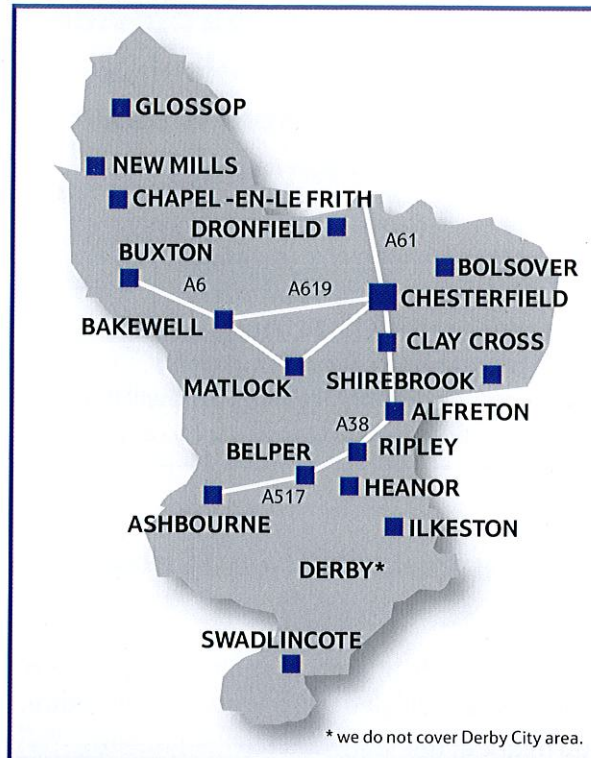 GLOSSOP
NEW MILLS
CHAPEL -EN-LE FRITH
DRONFIELD
A61
BUXTON
BOLSOVER
A6
A619
CHESTERFIELD
BAKEWELL
CLAY CROSS
MATLOCK
SHIREBROOK
ALFRETON
A38
RIPLEY
BELPER
HEANOR
A517
ASHBOURNE
ILKESTON
DERBY*
SWADLINCOTE
* we do not cover Derby City area.